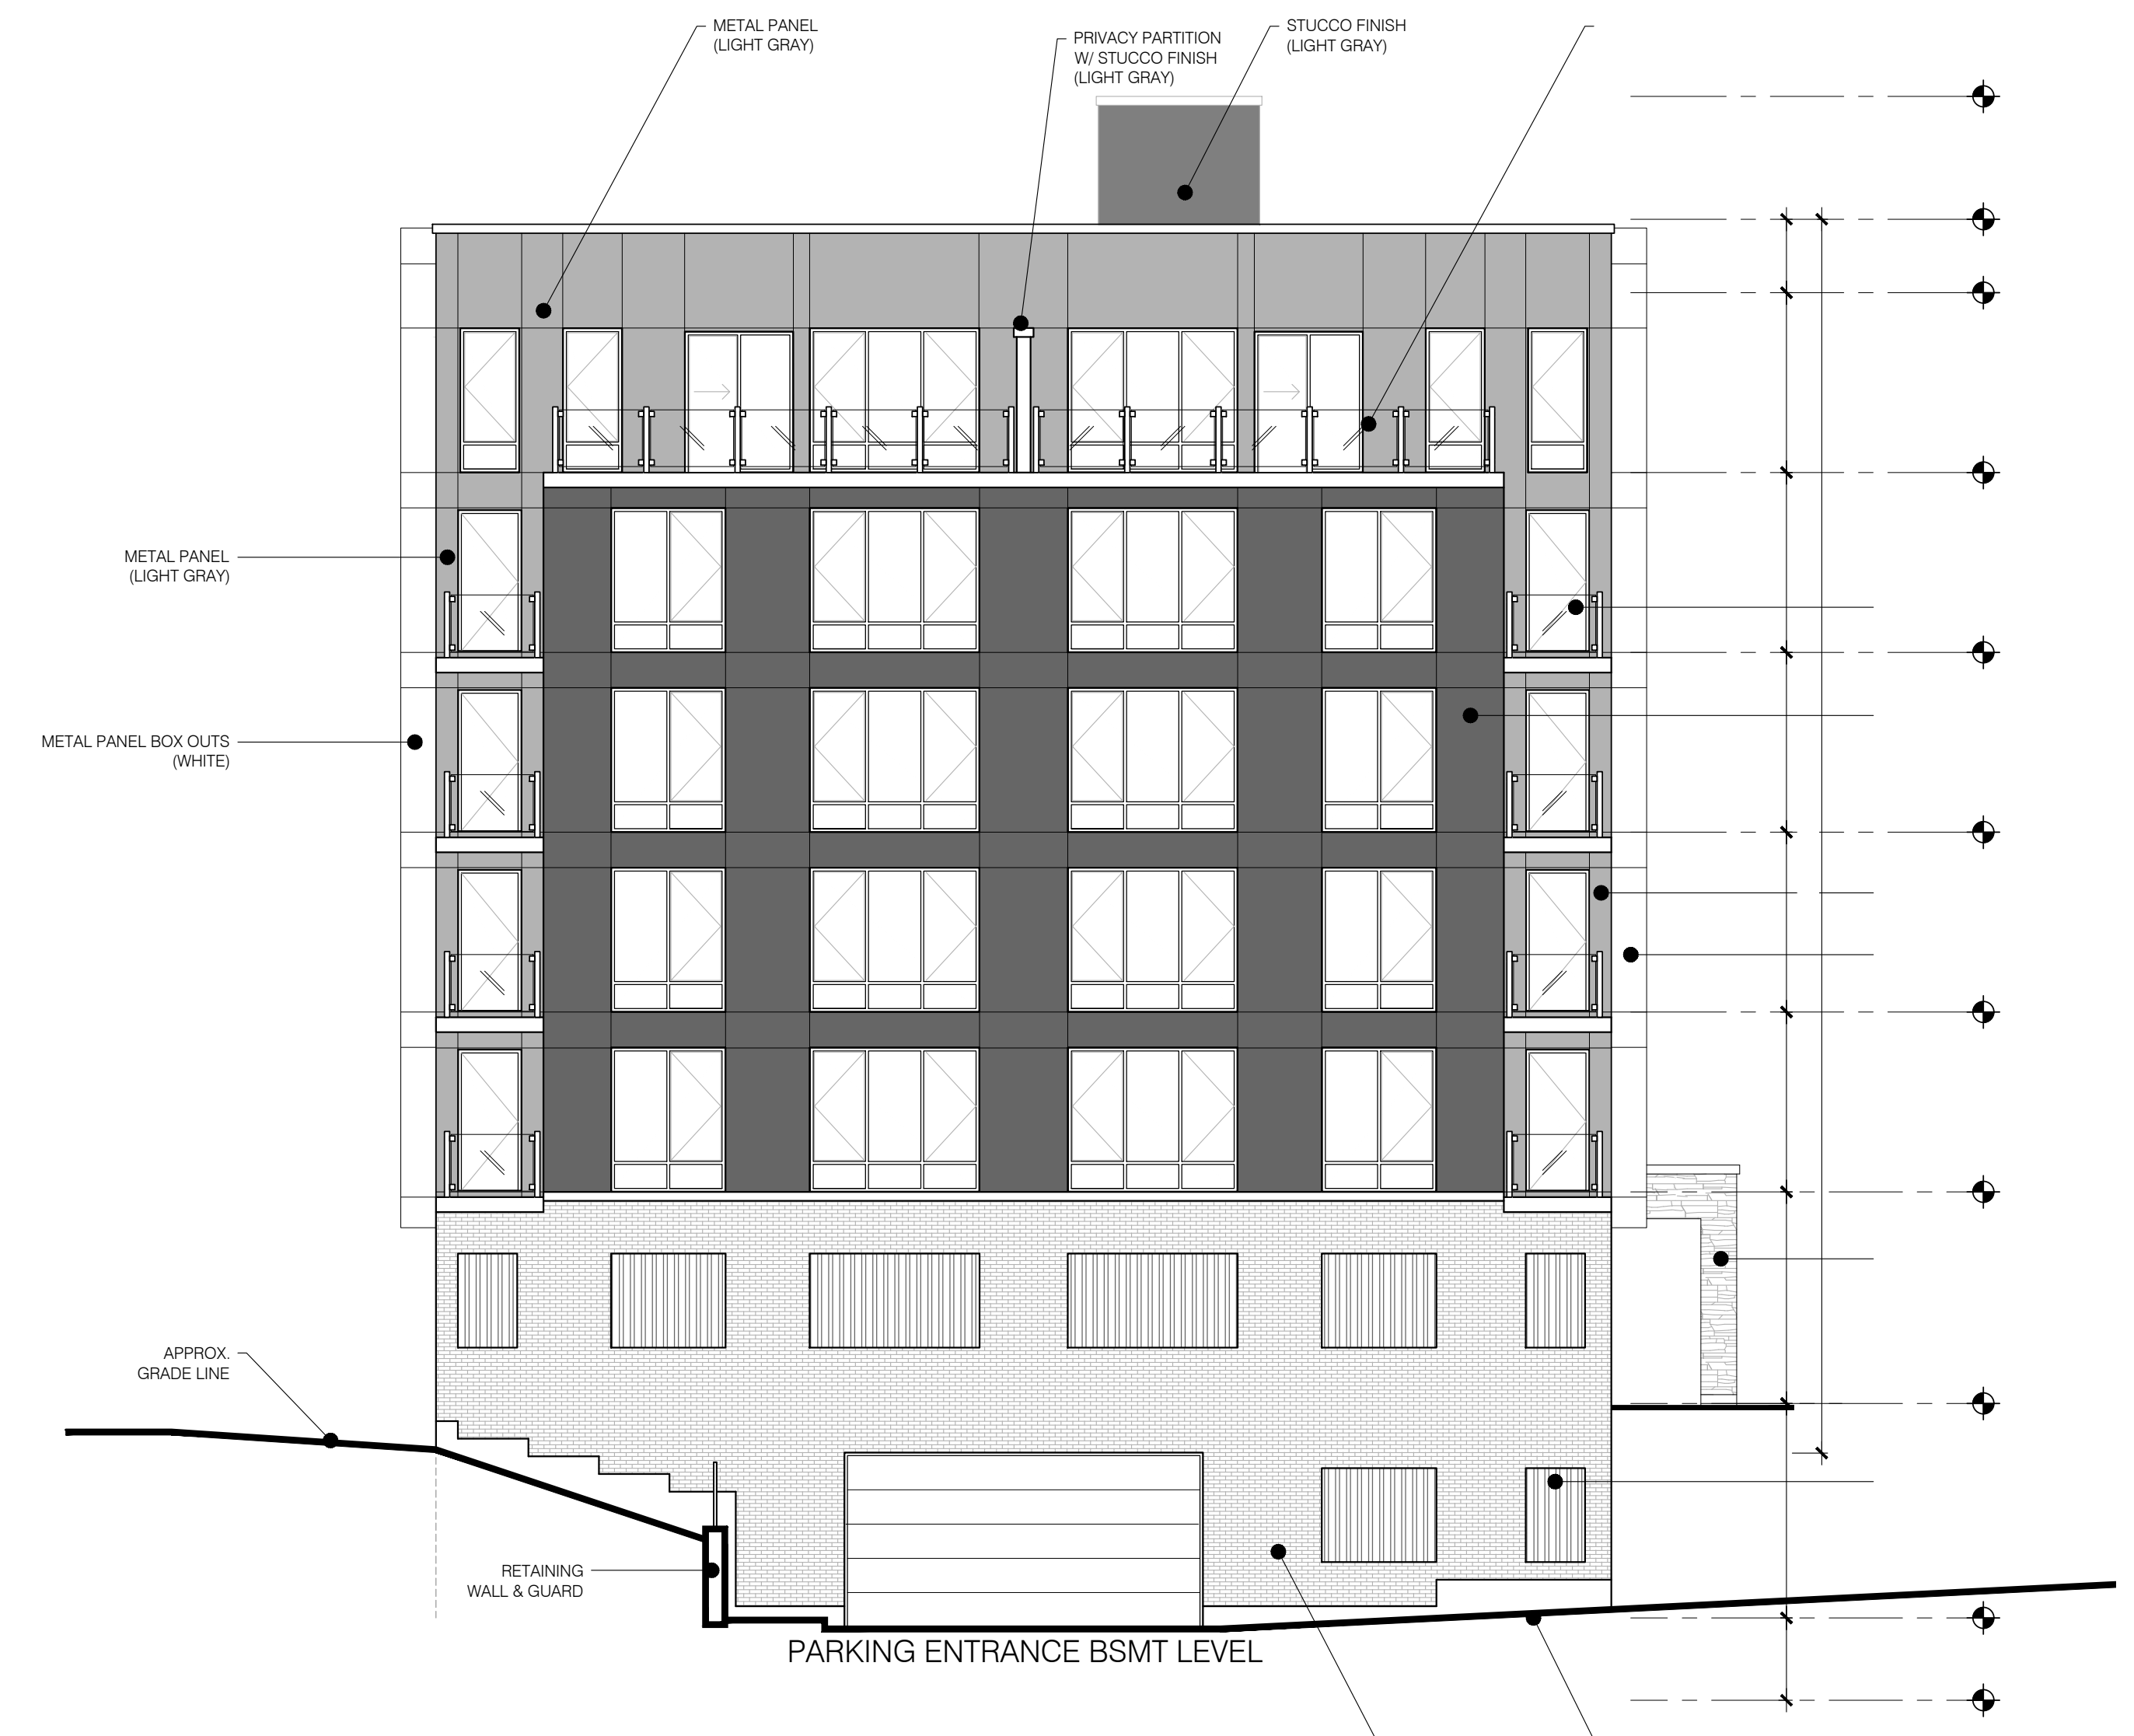 METAL PANEL
(LIGHT GRAY)
PRIVACY PARTITION
W/ STUCCO FINISH
(LIGHT GRAY)
STUCCO FINISH
(LIGHT GRAY)
METAL PANEL
(LIGHT GRAY)
METAL PANEL BOX OUTS
(WHITE)
APPROX.
GRADE LINE
RETAINING
WALL & GUARD
PARKING ENTRANCE BSMT LEVEL